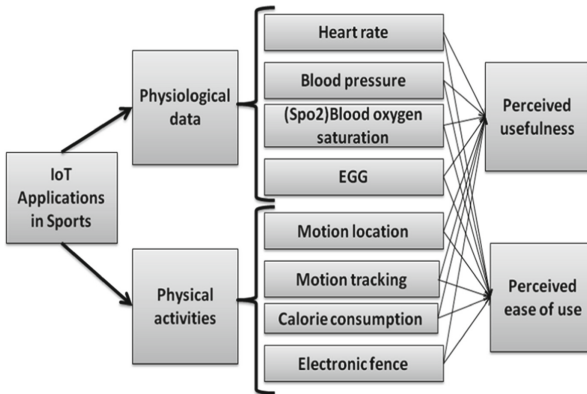 IoT
Applications
in Sports
Physiological
data
Physical
activities
Heart rate
Blood pressure
(Spo2)Blood oxygen
saturation
EGG
Motion location
Motion tracking
Calorie consumption
Electronic fence
Perceived
usefulness
Perceived
ease of use